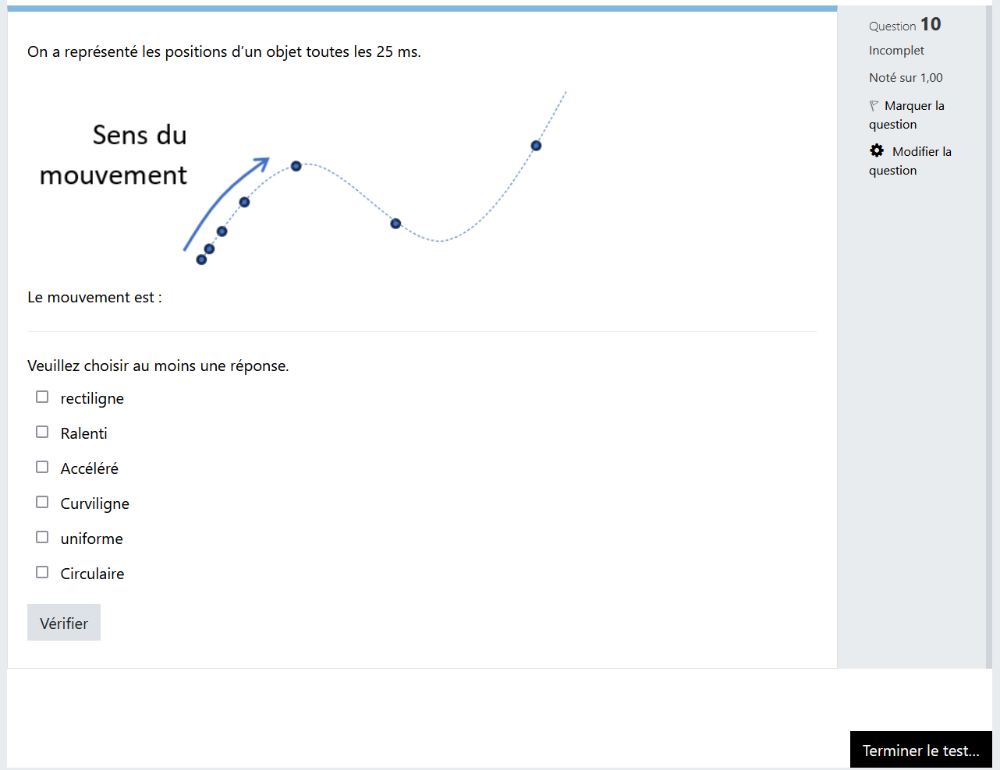 On a représenté les positions d’un objet toutes les 25 ms.
Sens du
mouvement
Le mouvement est :
Veuillez choisir au moins une réponse.
rectiligne
Ralenti
Accéléré
Curviligne
uniforme
Circulaire
Vérifier
Question 10
Incomplet
Noté sur 1,00
Marquer la
question
Modifier la
question
Terminer le test...